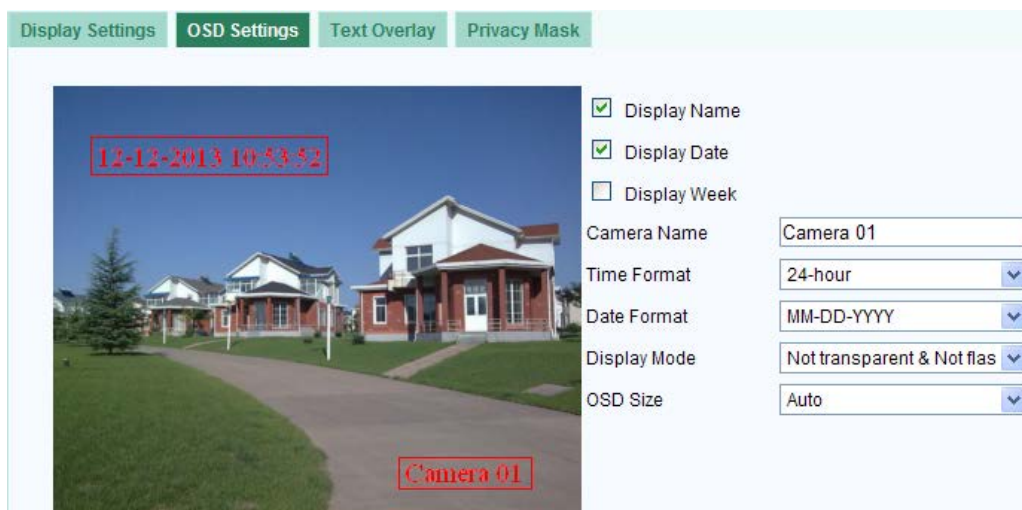 Display Settings
OSD Settings
Text Overlay
Privacy Mask
12-12-2013 10:53:52
Camera 01
Display Name
Display Date
Display Week
Camera Name
Camera 01
Time Format
24-hour
Date Format
MM-DD-YYYY
Display Mode
Not transparent & Not flas
OSD Size
Auto